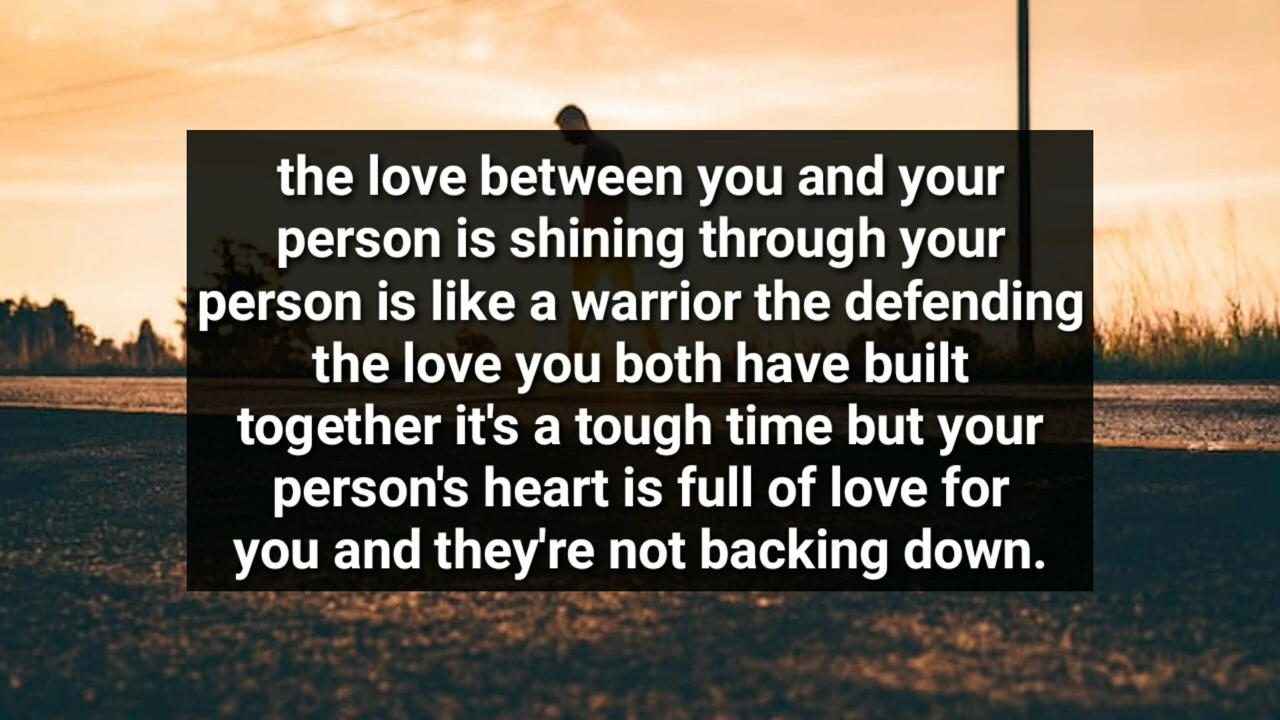 the love between you and your
person is shining through your
person is like a warrior the defending
the love you both have built
together it's a tough time but your
person's heart is full of love for
you and they're not backing down.